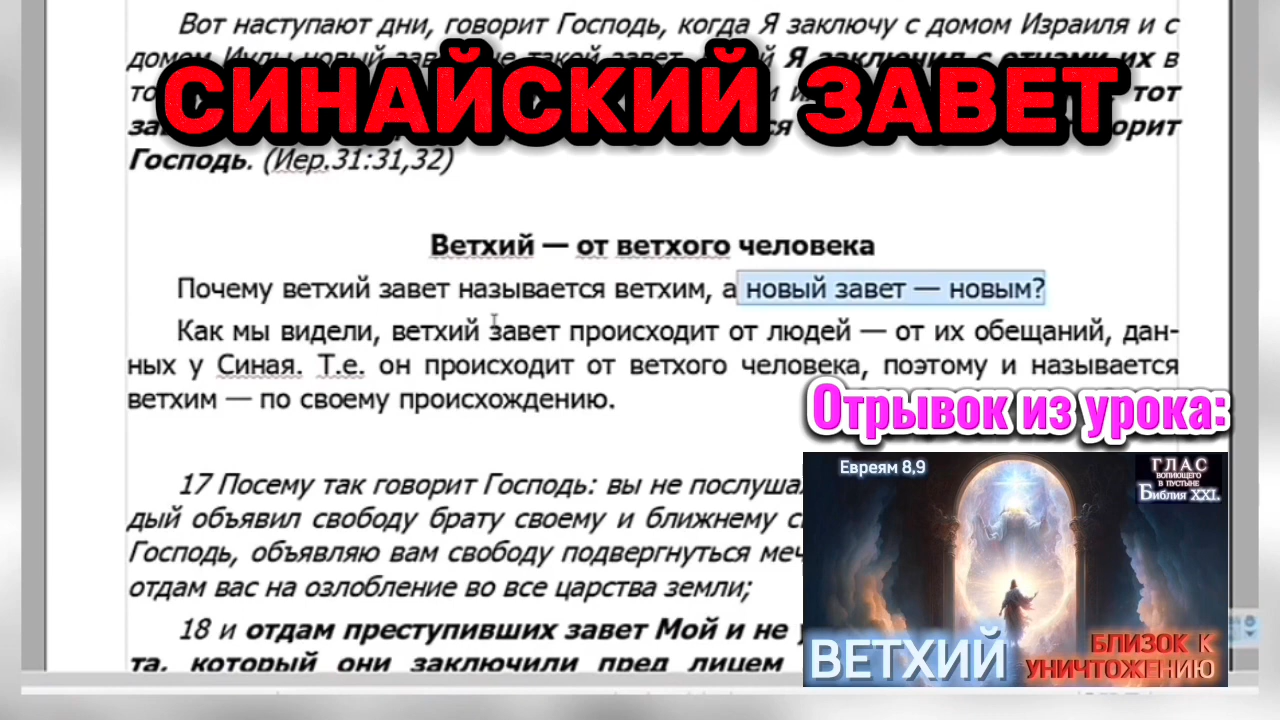 Вот наступают дни, говорит Господь, когда Я заключу с домом Израиля и с
Я заключил с отцами их в
СИНАЙСКИЙ ЗАВЕТ
тот
Господь. (Иер.31:31,32)
Ветхий — от ветхого человека
Почему ветхий завет называется ветхим, а новый завет — новым?
Как мы видели, ветхий завет происходит от людей — от их обещаний, дан-
ных у Синая. Т.е. он происходит от ветхого человека, поэтому и называется
ветхим — по своему происхождению.
Отрывок из урока:
17 Посему так говорит Господь: вы не послуша
дый объявил свободу брату своему и ближнему
Господь, объявляю вам свободу подвергнуться
отдам вас на озлобление во все царства земли;
18 и отдам преступивших завет Мой и не
та, который они заключили пред лицем
Евреям 8,9
ГЛАС
ВОПИЮЩЕГО
В ПУСТЫНЕ
Библия XXI.
ВЕТХИЙ
БЛИЗОК К
УНИЧТОЖЕНИЮ